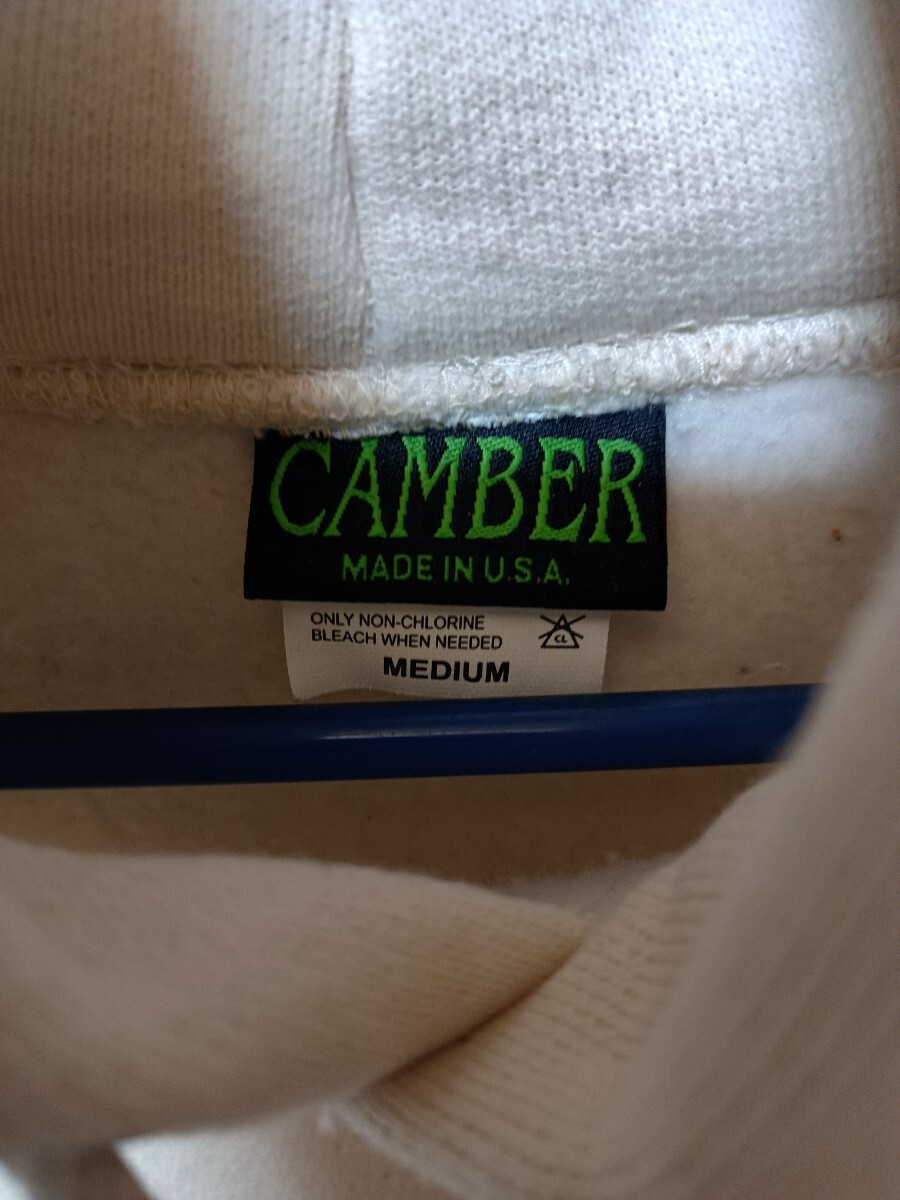 CAMBER
MADE IN U.S.A.
ONLY NON-CHLORINE
BLEACH WHEN NEEDED
CL
MEDIUM